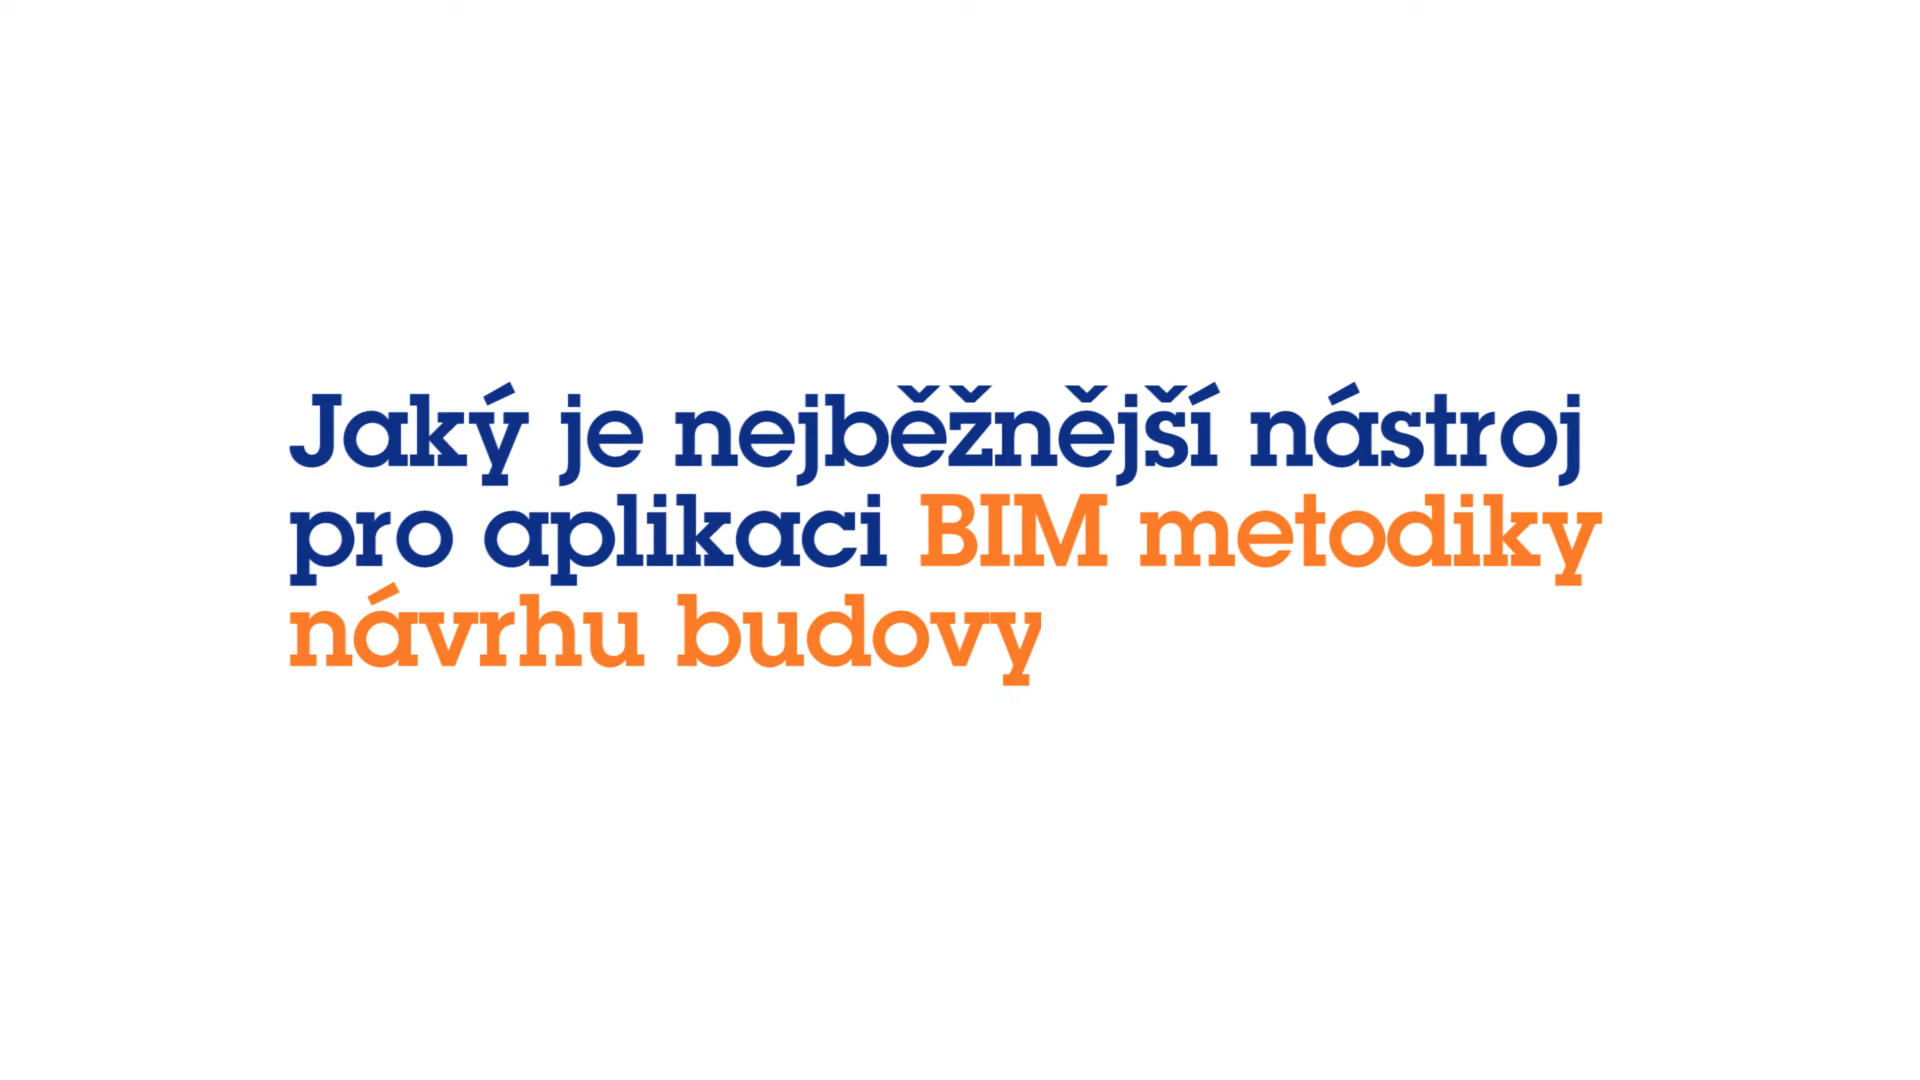 Jaký je nejběžnější nástroj
pro aplikaci BIM metodiky
návrhu budovy